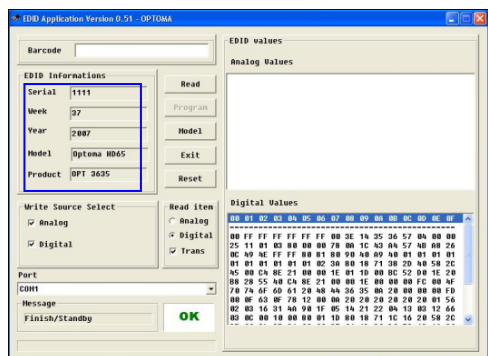 EDID Application Version 0.51 - OPTOMA
Barcode
EDID Informations
Serial 1111
Week 37
Year 2007
Model Optoma HD65
Product OPT 3635
Read
Program
Model
Exit
Reset
Write Source Select
Analog
Digital
Read item
Analog
Digital
Trans
Port
COM1
Message
Finish/Standby
OK
EDID values
Analog Values
Digital Values
00 01 02 03 04 05 06 07 08 09 0A 0B 0C 0D 0E 0F
------------------------------------------------
00 FF FF FF FF FF FF 00 3E 14 35 36 57 04 00 00
25 11 01 03 80 00 00 78 0A 1C 43 A4 57 4B A8 26
0C 49 4E FF FF 80 81 80 90 40 A9 40 01 01 01 01
01 01 01 01 01 01 02 3A 80 18 71 38 2D 40 58 2C
45 00 C4 8E 21 00 00 1E 01 1D 00 BC 52 D0 1E 20
B8 28 55 40 C4 8E 21 00 00 1E 00 00 00 FC 00 4F
70 74 6F 6D 61 20 48 44 36 35 0A 20 00 00 00 FD
00 0F 63 0F 78 12 00 0A 20 20 20 20 20 20 01 56
02 03 16 31 4A 90 1F 05 14 21 22 04 13 03 12 66
03 0C 00 10 00 80 01 1D 80 18 71 1C 16 20 58 2C